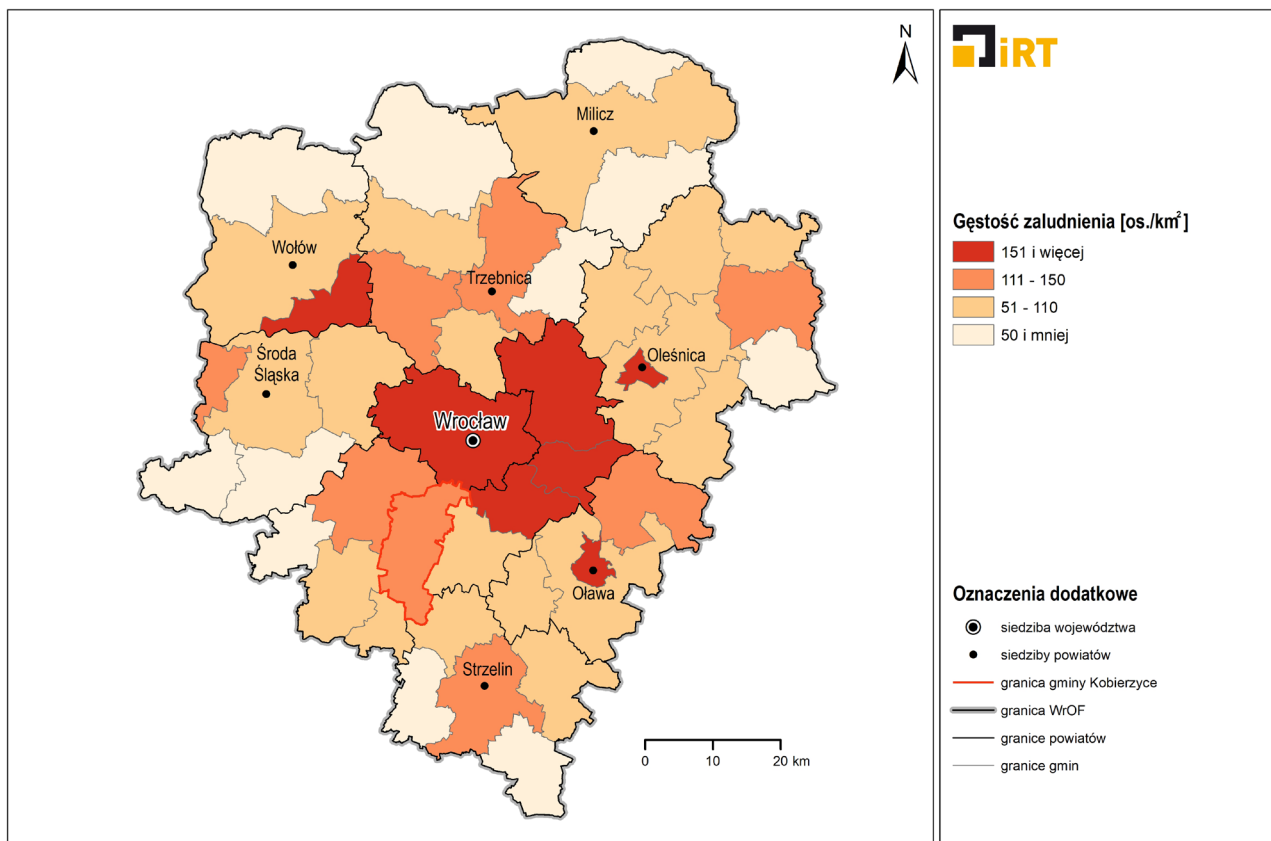 N
Milicz
Wołów
Trzebnica
Środa
Śląska
Oleśnica
Wrocław
Oława
Strzelin
0 10 20 km
iRT
Gęstość zaludnienia [os./km²]
151 i więcej
111 - 150
51 - 110
50 i mniej
Oznaczenia dodatkowe
siedziba województwa
siedziby powiatów
granica gminy Kobierzyce
granica WrOF
granice powiatów
granice gmin